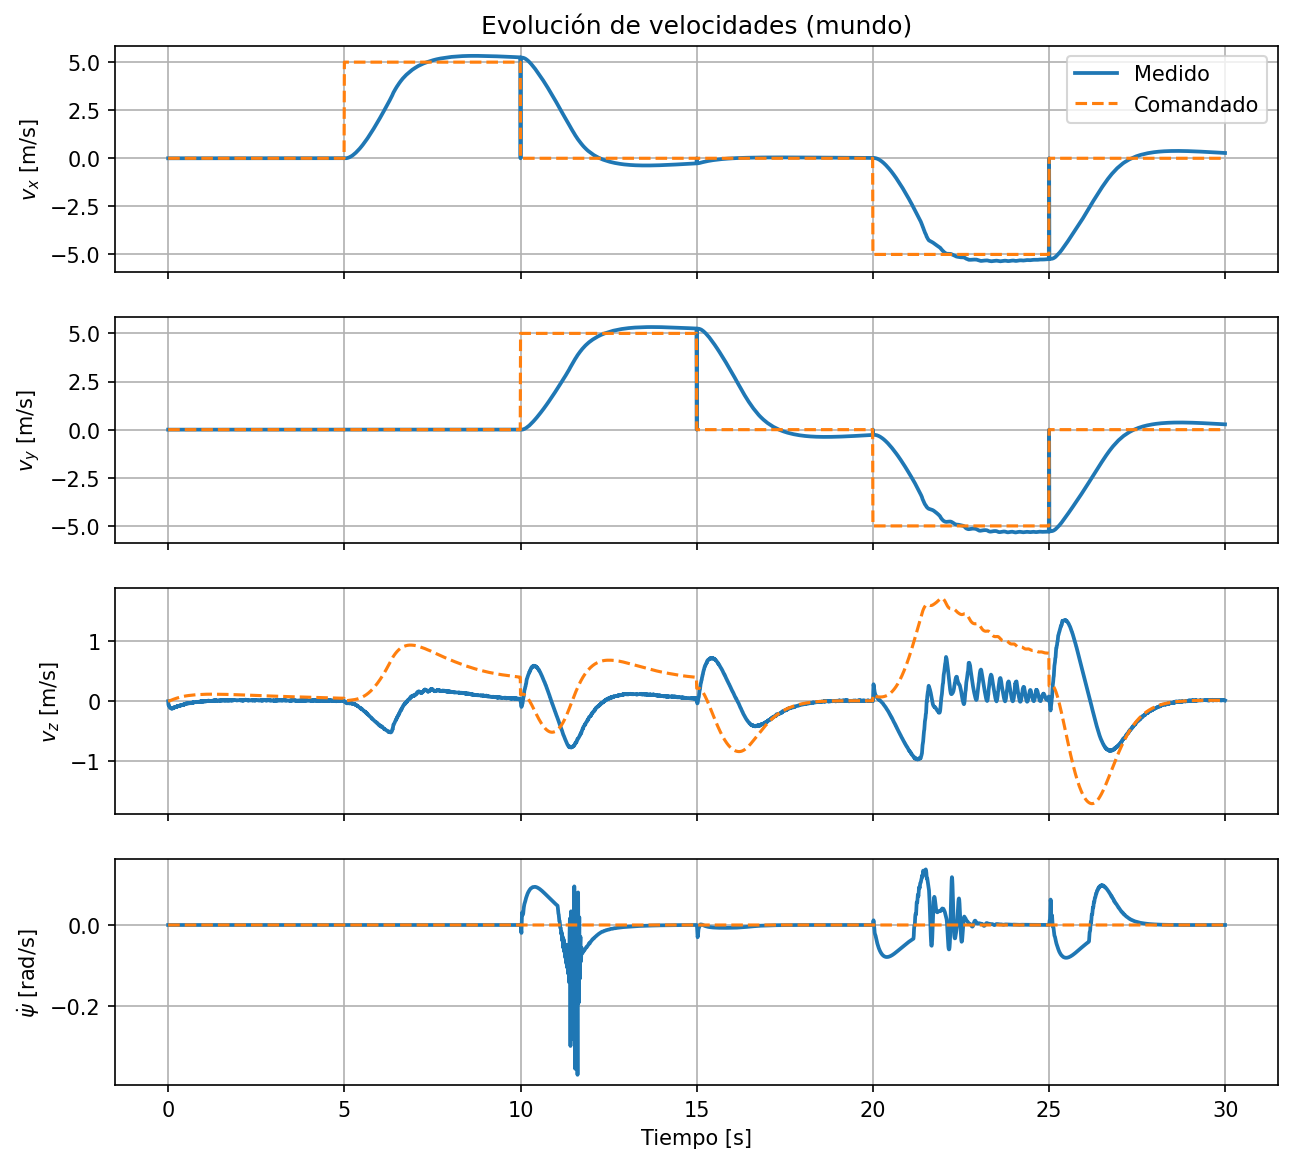 Evolución de velocidades (mundo)
5.0
2.5
0.0
−2.5
−5.0
v_x [m/s]
Medido
Comandado
5.0
2.5
0.0
−2.5
−5.0
v_y [m/s]
1
0
−1
v_z [m/s]
0.0
−0.2
ψ̇ [rad/s]
0 5 10 15 20 25 30
Tiempo [s]